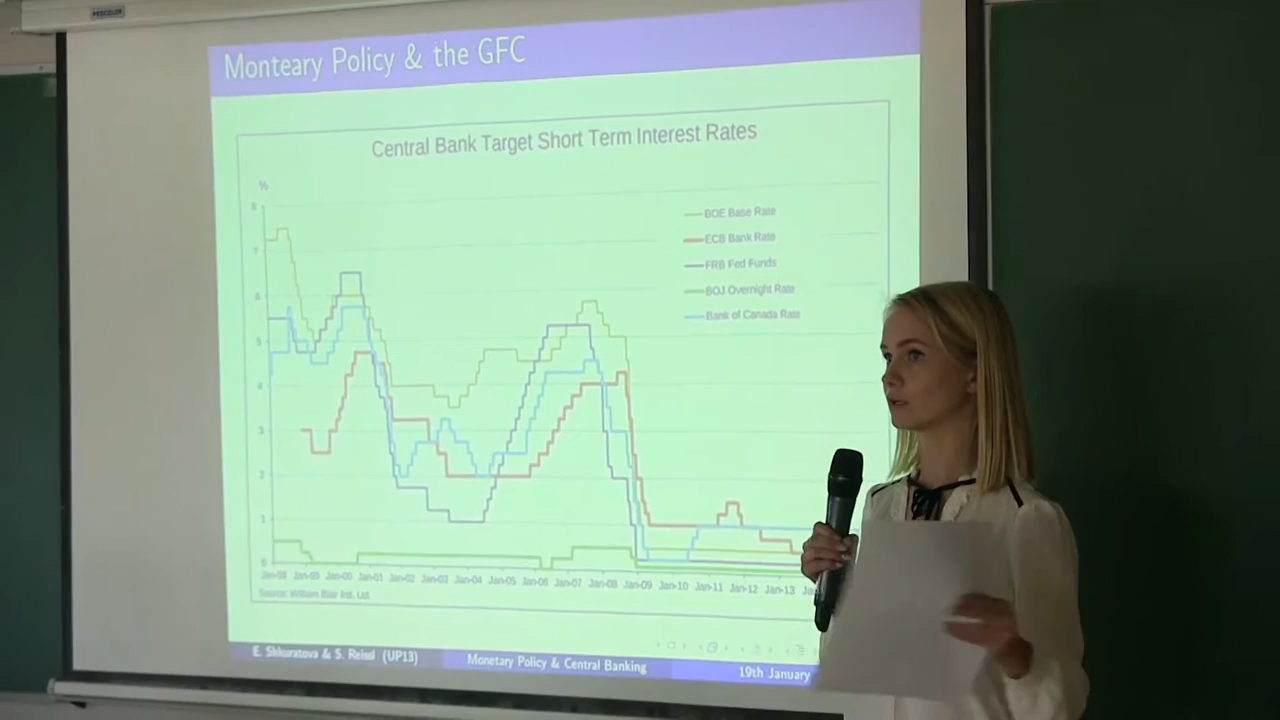 Monteary Policy & the GFC
Central Bank Target Short Term Interest Rates
%
8
7
6
5
4
3
2
1
0
BOE Base Rate
ECB Bank Rate
FRB Fed Funds
BOJ Overnight Rate
Bank of Canada Rate
Jan-98 Jan-99 Jan-00 Jan-01 Jan-02 Jan-03 Jan-04 Jan-05 Jan-06 Jan-07 Jan-08 Jan-09 Jan-10 Jan-11 Jan-12 Jan-13
Source: William Blair Int. Ltd.
E. Shkuratova & S. Reissl (UP13) Monetary Policy & Central Banking 19th January